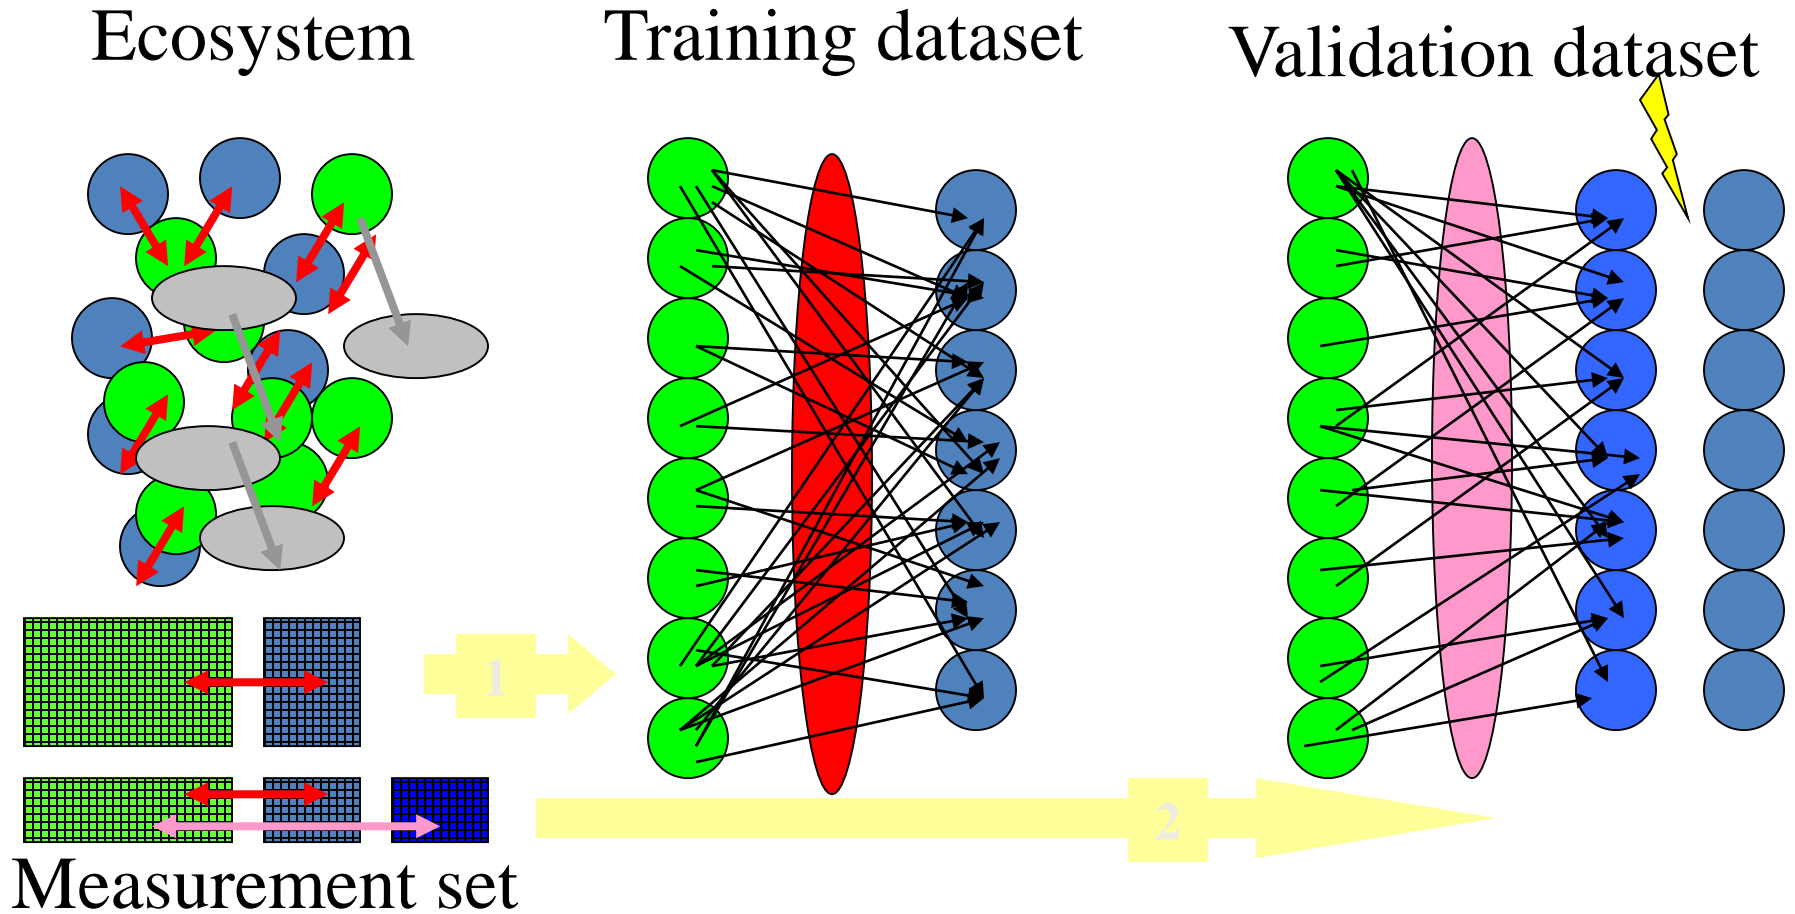 Ecosystem
Training dataset
Validation dataset
1
2
Measurement set